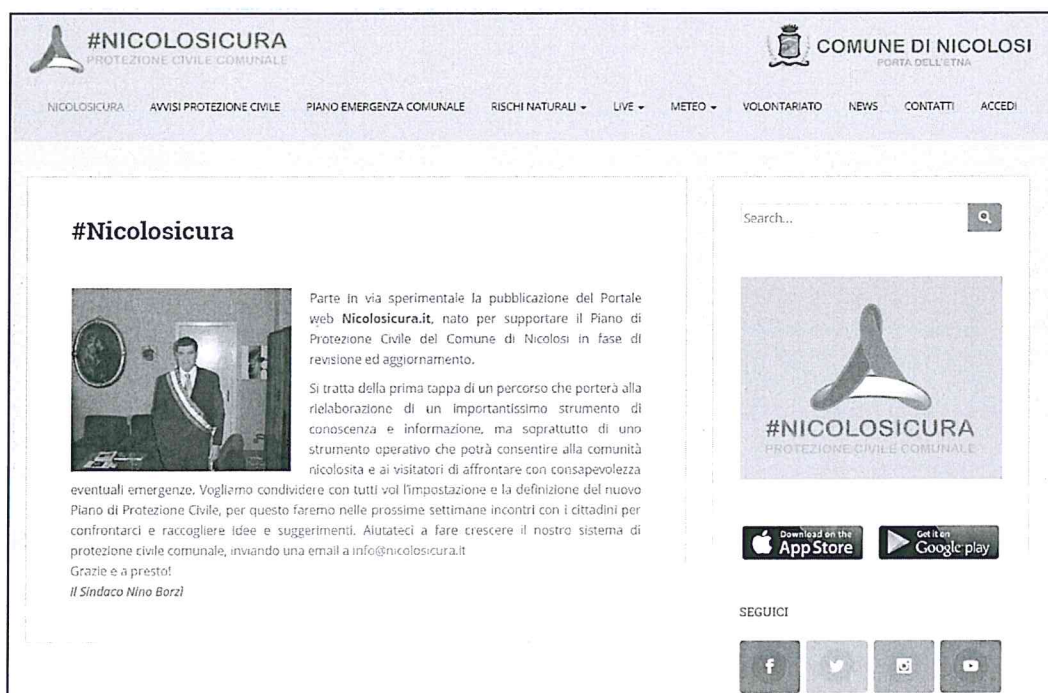 #NICOLOSICURA
PROTEZIONE CIVILE COMUNALE
COMUNE DI NICOLOSI
PORTA DELL'ETNA
NICOLOSICURA AVVISI PROTEZIONE CIVILE PIANO EMERGENZA COMUNALE RISCHI NATURALI LIVE METEO VOLONTARIATO NEWS CONTATTI ACCEDI
#Nicolosicura
Parte in via sperimentale la pubblicazione del Portale
web Nicolosicura.it, nato per supportare il Piano di
Protezione Civile del Comune di Nicolosi in fase di
revisione ed aggiornamento.
Si tratta della prima tappa di un percorso che porterà alla
rielaborazione di un importantissimo strumento di
conoscenza e informazione, ma soprattutto di uno
strumento operativo che potrà consentire alla comunità
nicolosita e ai visitatori di affrontare con consapevolezza
eventuali emergenze. Vogliamo condividere con tutti voi l'impostazione e la definizione del nuovo
Piano di Protezione Civile, per questo faremo nelle prossime settimane incontri con i cittadini per
confrontarci e raccogliere idee e suggerimenti. Aiutateci a fare crescere il nostro sistema di
protezione civile comunale, inviando una email a info@nicolosicura.it
Grazie e a presto!
Il Sindaco Nino Borzì
Search...
#NICOLOSICURA
PROTEZIONE CIVILE COMUNALE
Download on the
App Store
Get it on
Google play
SEGUICI